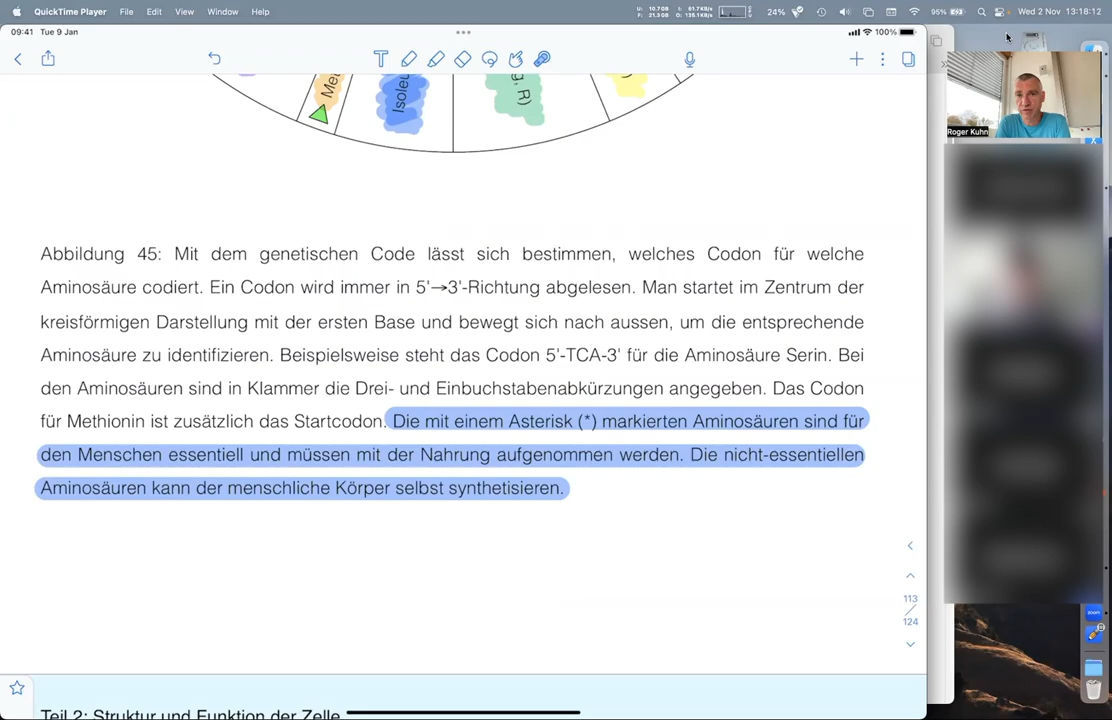 QuickTime Player File Edit View Window Help
24% 95% Wed 2 Nov 13:18:12
09:41 Tue 9 Jan
100%
Isoleu
g, R)
Abbildung 45: Mit dem genetischen Code lässt sich bestimmen, welches Codon für welche
Aminosäure codiert. Ein Codon wird immer in 5'→3'-Richtung abgelesen. Man startet im Zentrum der
kreisförmigen Darstellung mit der ersten Base und bewegt sich nach aussen, um die entsprechende
Aminosäure zu identifizieren. Beispielsweise steht das Codon 5'-TCA-3' für die Aminosäure Serin. Bei
den Aminosäuren sind in Klammer die Drei- und Einbuchstabenabkürzungen angegeben. Das Codon
für Methionin ist zusätzlich das Startcodon. Die mit einem Asterisk (*) markierten Aminosäuren sind für
den Menschen essentiell und müssen mit der Nahrung aufgenommen werden. Die nicht-essentiellen
Aminosäuren kann der menschliche Körper selbst synthetisieren.
113
124
Teil 2: Struktur und Funktion der Zelle
Roger Kuhn
zoom